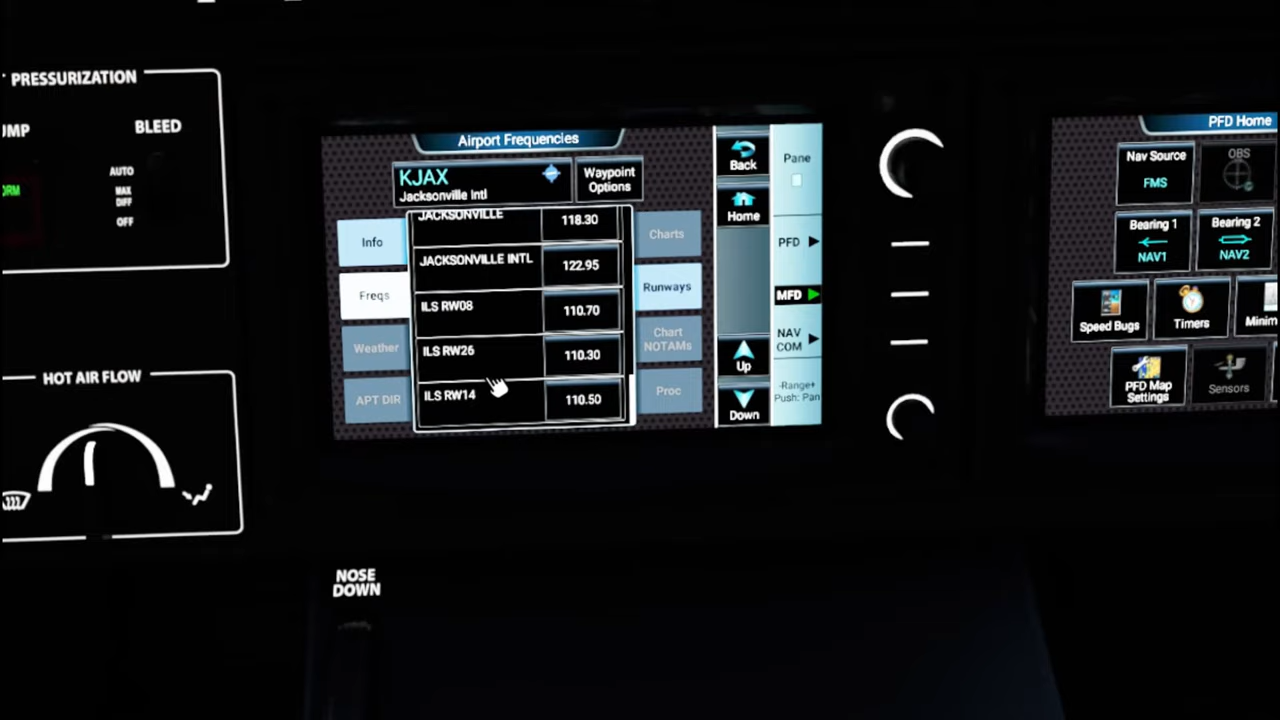 PRESSURIZATION
BLEED
AUTO
MAX
DIFF
OFF
HOT AIR FLOW
NOSE
DOWN
Airport Frequencies
KJAX
Jacksonville Intl
Waypoint
Options
Info
Freqs
Weather
APT DIR
JACKSONVILLE 118.30
JACKSONVILLE INTL 122.95
ILS RW08 110.70
ILS RW26 110.30
ILS RW14 110.50
Charts
Runways
Chart
NOTAMs
Proc
Back
Home
Up
Down
Pane
PFD
MFD
NAV
COM
-Range+
Push: Pan
PFD Home
Nav Source
FMS
OBS
Bearing 1
NAV1
Bearing 2
NAV2
Speed Bugs
Timers
Minim
PFD Map
Settings
Sensors